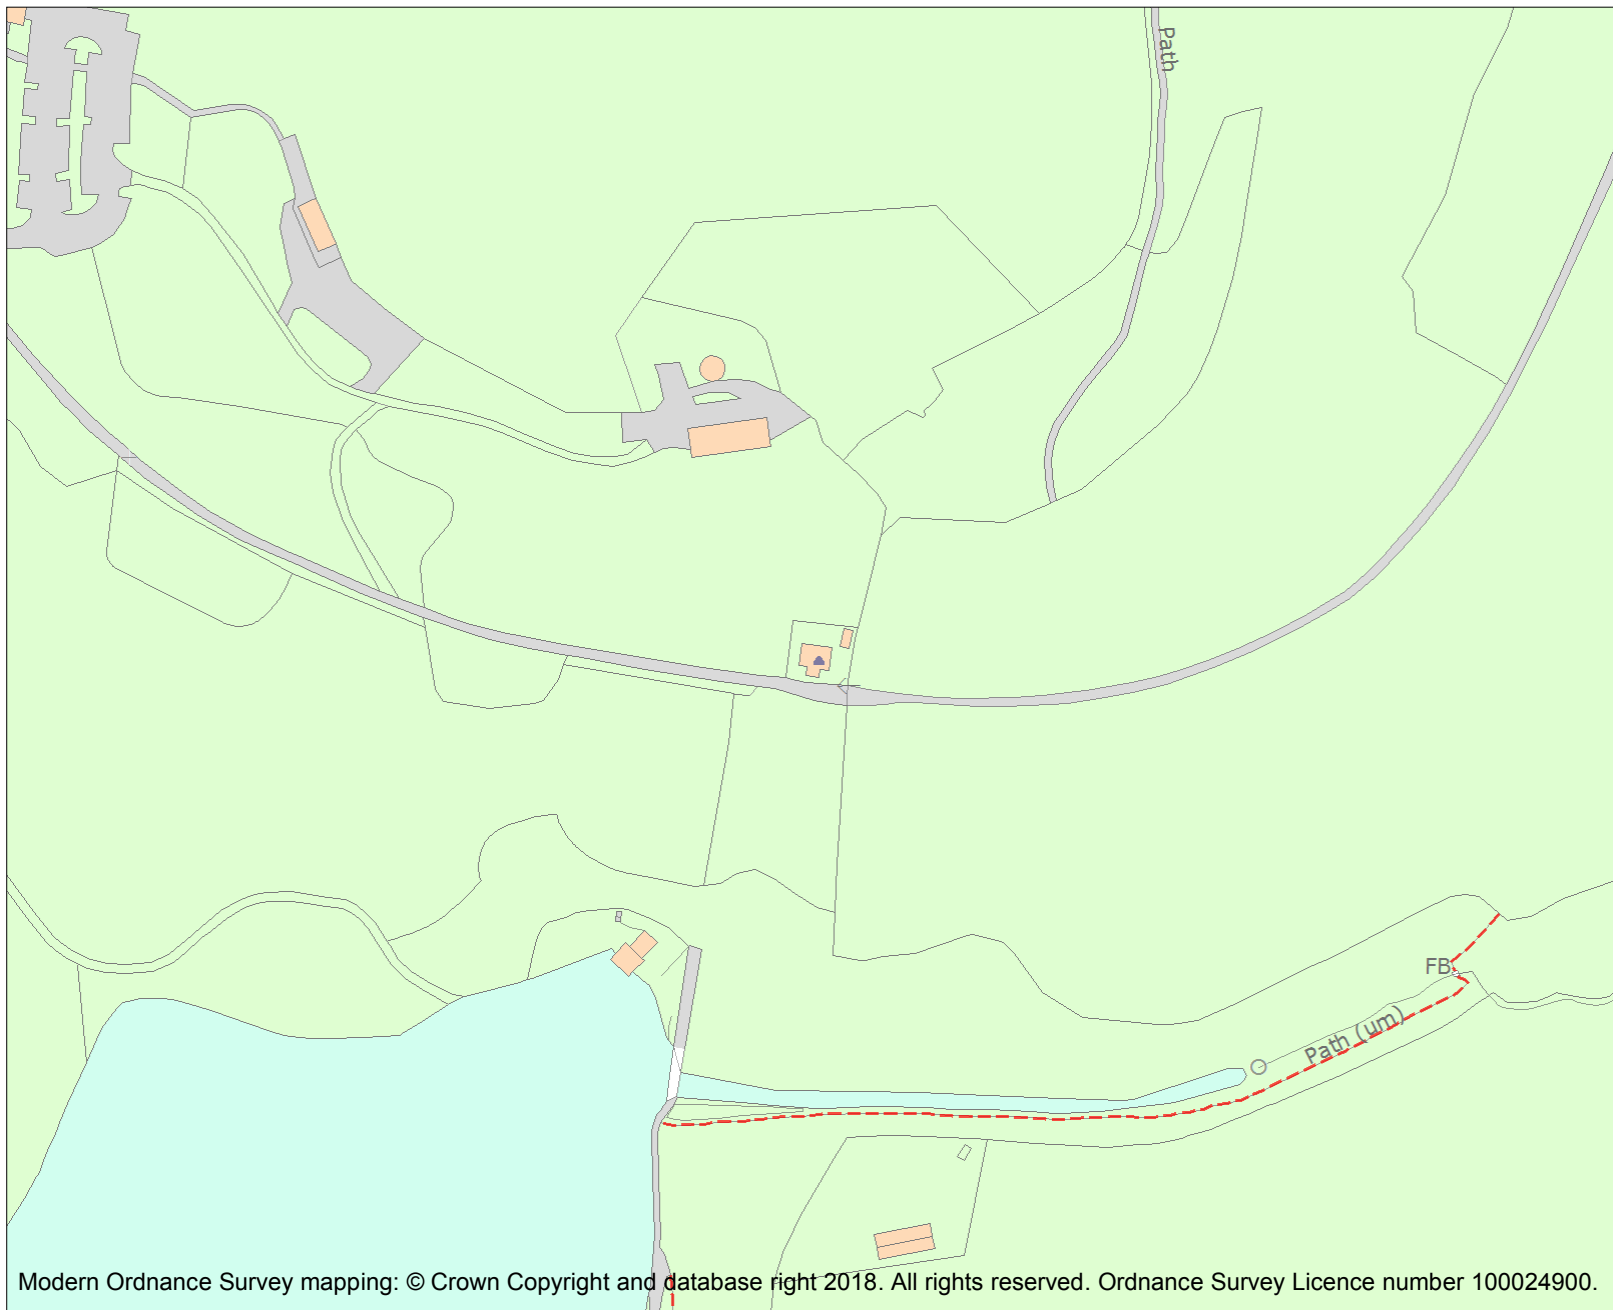 Path
FB
Path (um)
Modern Ordnance Survey mapping: © Crown Copyright and database right 2018. All rights reserved. Ordnance Survey Licence number 100024900.